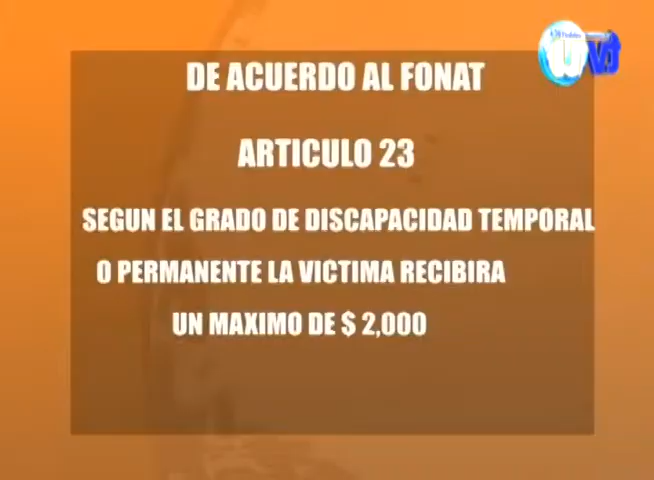 DE ACUERDO AL FONAT
ARTICULO 23
SEGUN EL GRADO DE DISCAPACIDAD TEMPORAL
O PERMANENTE LA VICTIMA RECIBIRA
UN MAXIMO DE $ 2,000